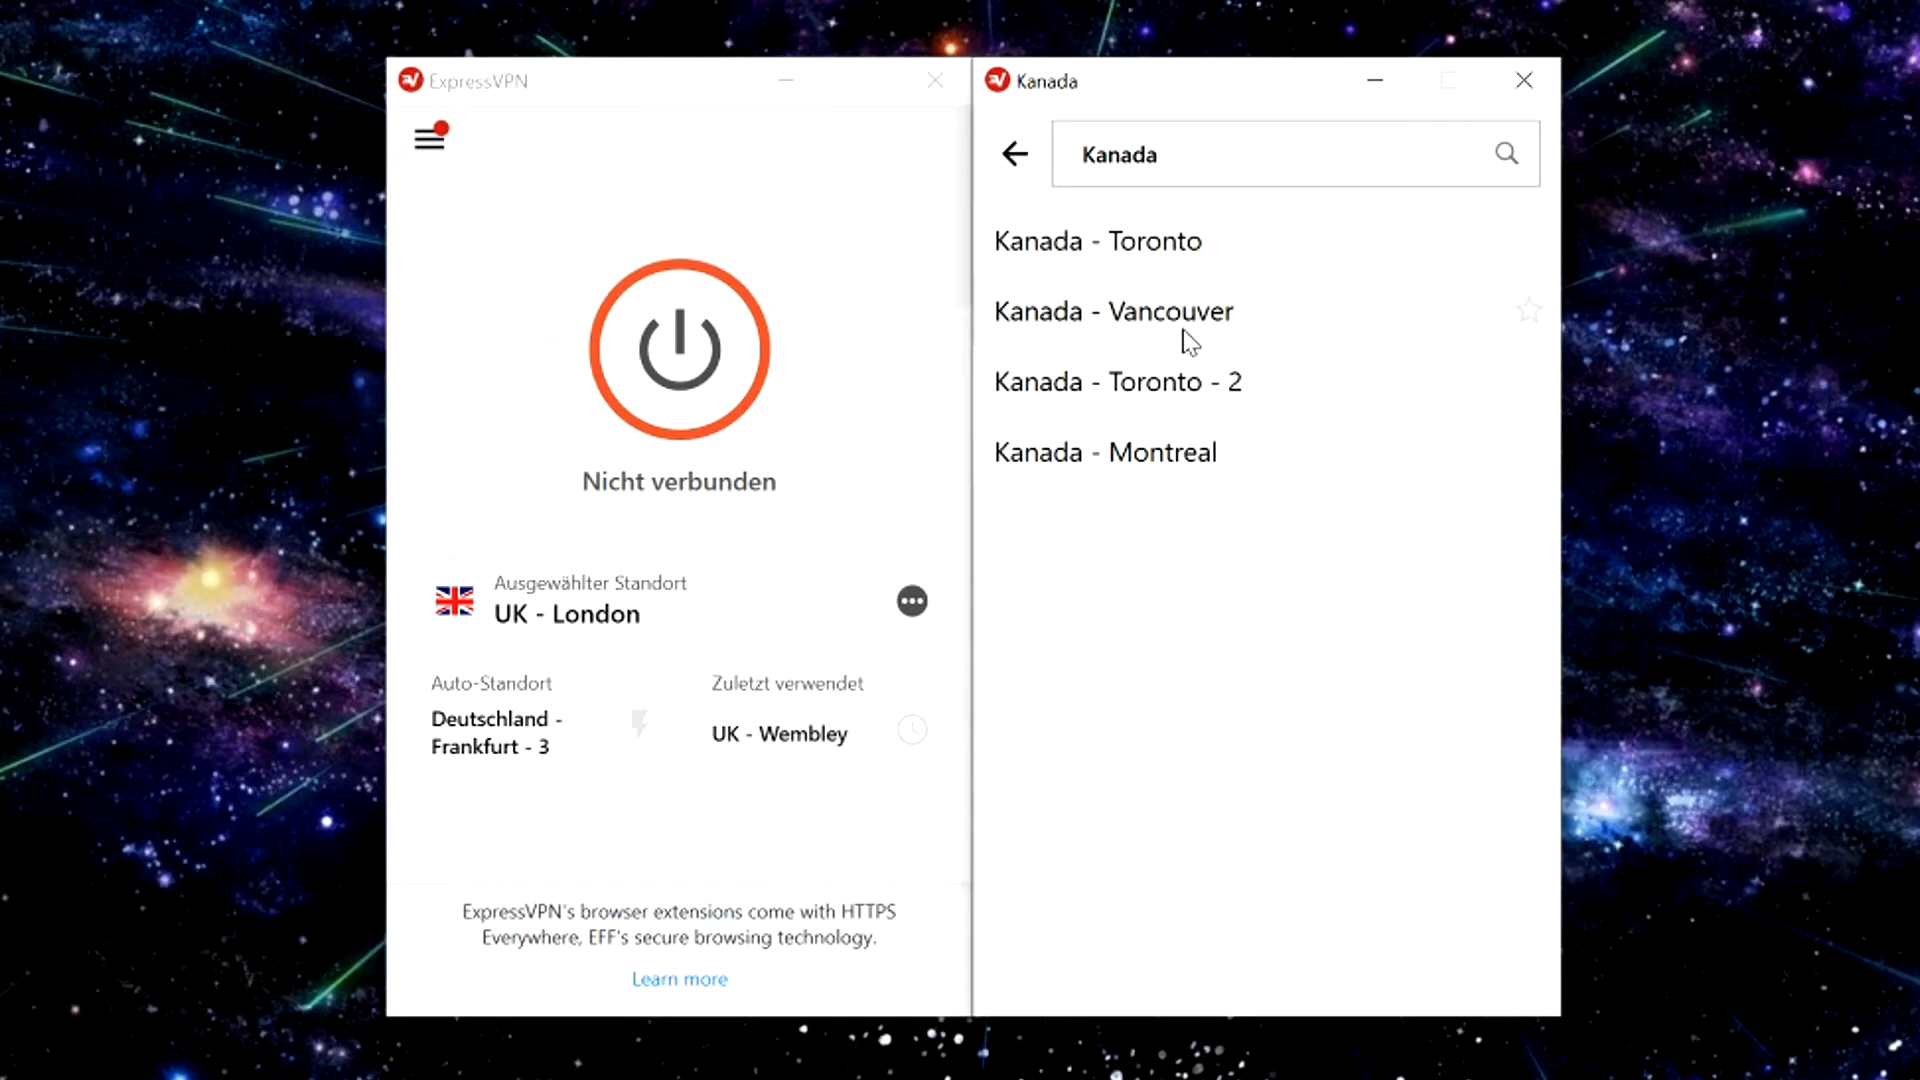 ExpressVPN
Nicht verbunden
Ausgewählter Standort
UK - London
Auto-Standort
Deutschland -
Frankfurt - 3
Zuletzt verwendet
UK - Wembley
ExpressVPN's browser extensions come with HTTPS
Everywhere, EFF's secure browsing technology.
Learn more
Kanada
Kanada
Kanada - Toronto
Kanada - Vancouver
Kanada - Toronto - 2
Kanada - Montreal